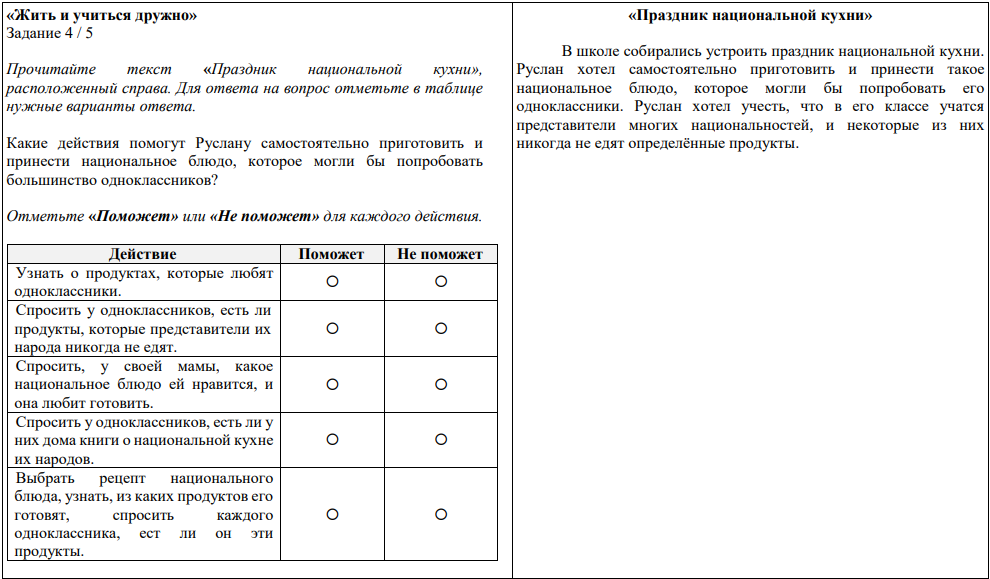 «Жить и учиться дружно»
Задание 4 / 5
Прочитайте текст «Праздник национальной кухни»,
расположенный справа. Для ответа на вопрос отметьте в таблице
нужные варианты ответа.
Какие действия помогут Руслану самостоятельно приготовить и
принести национальное блюдо, которое могли бы попробовать
большинство одноклассников?
Отметьте «Поможет» или «Не поможет» для каждого действия.
Действие Поможет Не поможет
Узнать о продуктах, которые любят
одноклассники.
Спросить у одноклассников, есть ли
продукты, которые представители их
народа никогда не едят.
Спросить, у своей мамы, какое
национальное блюдо ей нравится, и
она любит готовить.
Спросить у одноклассников, есть ли у
них дома книги о национальной кухне
их народов.
Выбрать рецепт национального
блюда, узнать, из каких продуктов его
готовят, спросить каждого
одноклассника, ест ли он эти
продукты.
«Праздник национальной кухни»
В школе собирались устроить праздник национальной кухни.
Руслан хотел самостоятельно приготовить и принести такое
национальное блюдо, которое могли бы попробовать его
одноклассники. Руслан хотел учесть, что в его классе учатся
представители многих национальностей, и некоторые из них
никогда не едят определённые продукты.